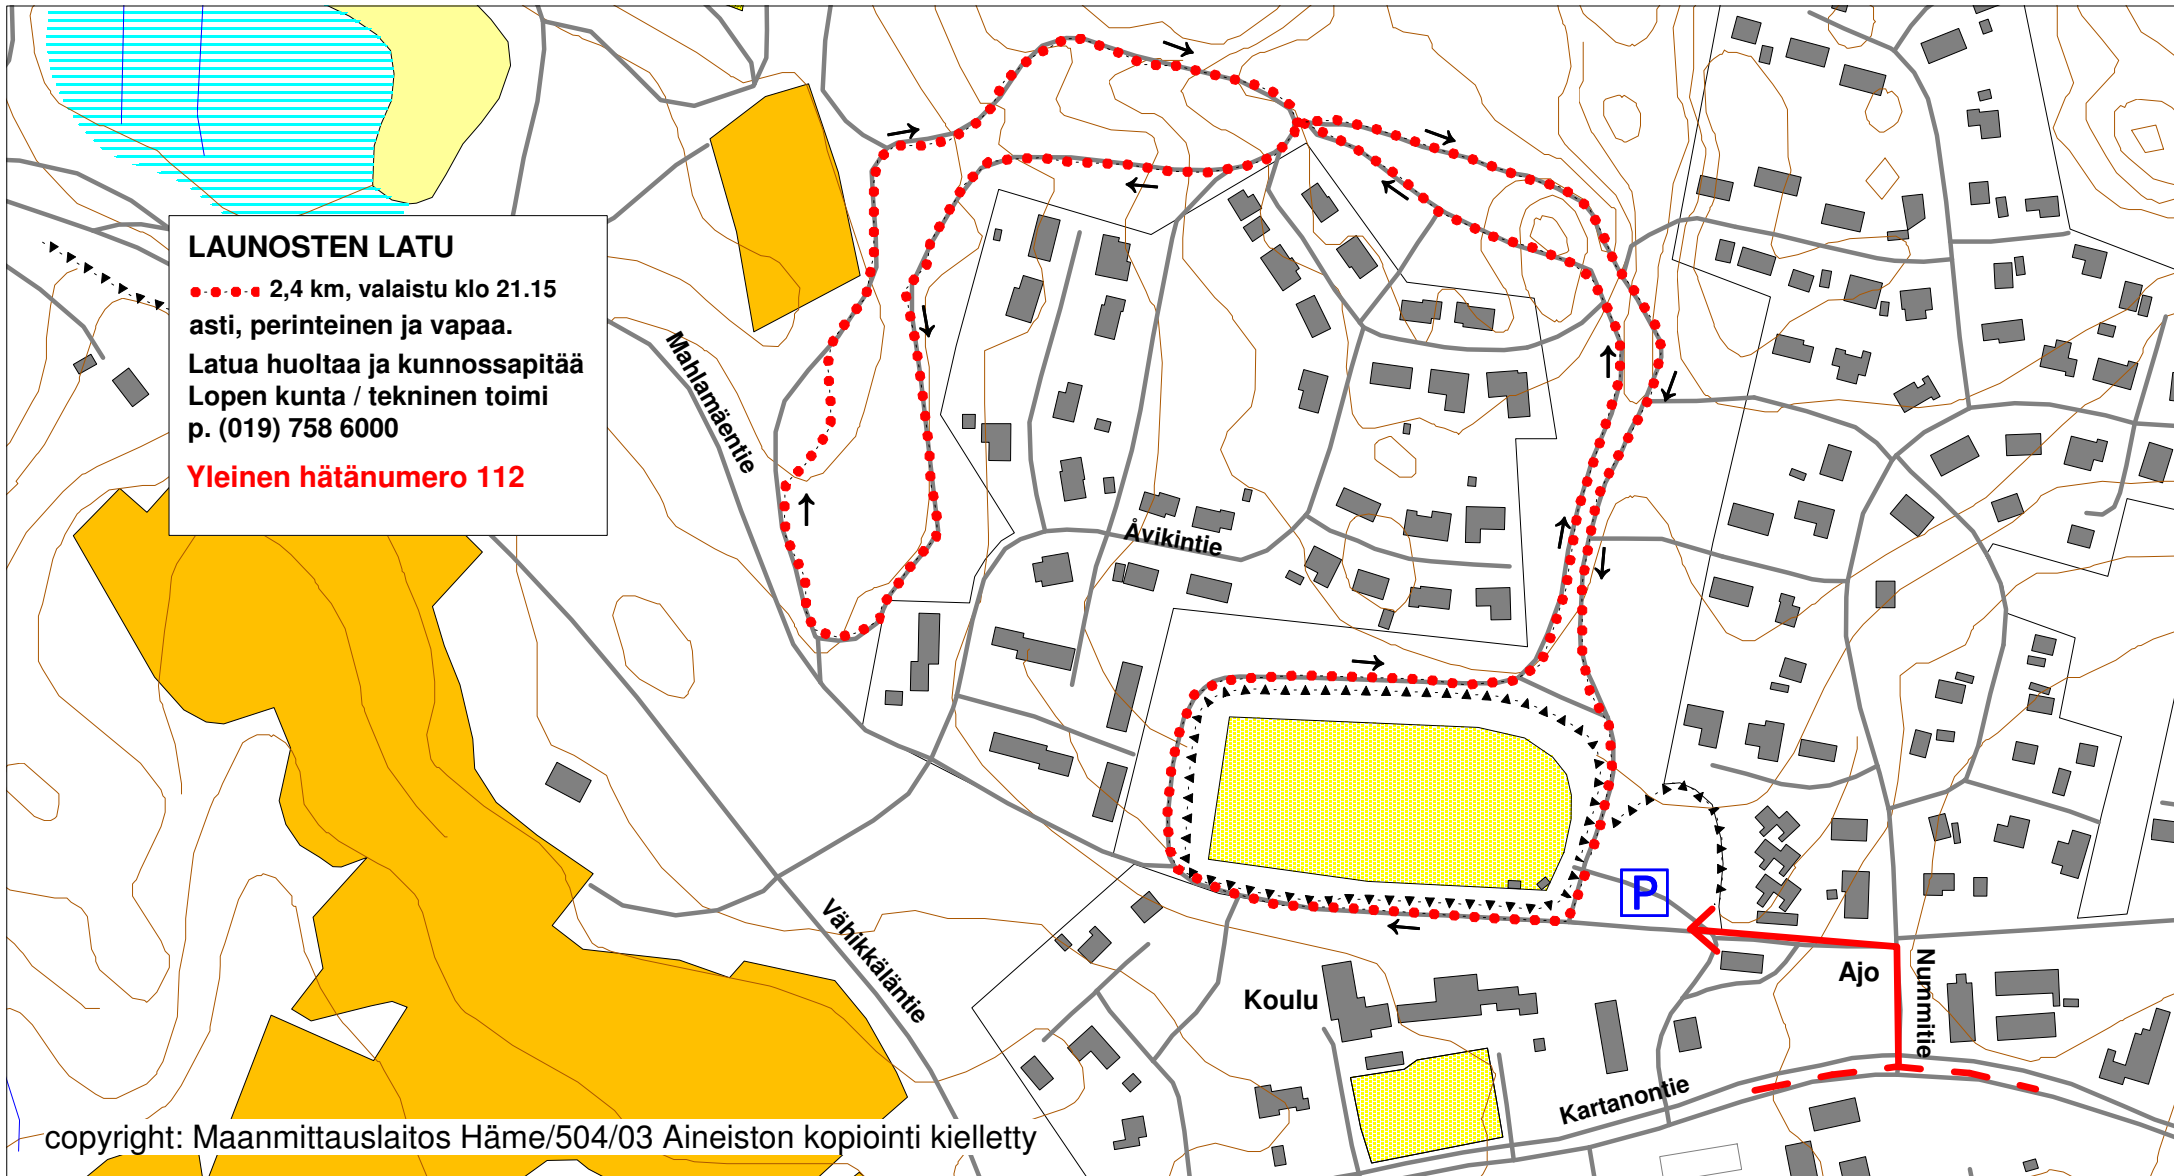 LAUNOSTEN LATU
2,4 km, valaistu klo 21.15
asti, perinteinen ja vapaa.
Latua huoltaa ja kunnossapitää
Lopen kunta / tekninen toimi
p. (019) 758 6000
Yleinen hätänumero 112
Mahlamäentie
Åvikintie
Vähikkäläntie
P
Koulu
Ajo
Nummitie
Kartanontie
copyright: Maanmittauslaitos Häme/504/03 Aineiston kopiointi kielletty